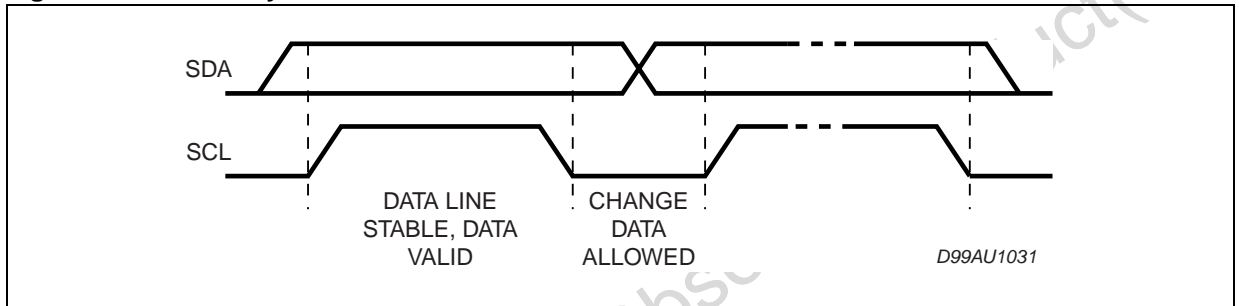 SDA
SCL
DATA LINE
STABLE, DATA
VALID
CHANGE
DATA
ALLOWED
D99AU1031